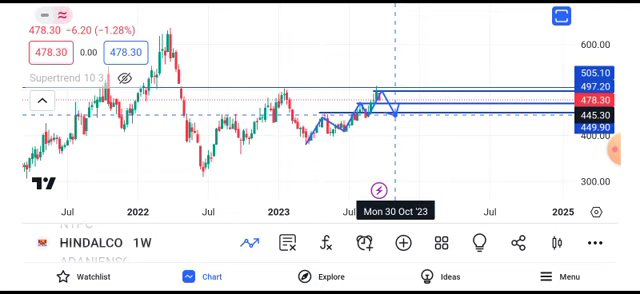 478.30 −6.20 (−1.28%)
478.30 0.00 478.30
Supertrend 10 3
600.00
505.10
497.20
478.30
445.30
400.00
449.90
300.00
Jul 2022 Jul 2023 Jul Mon 30 Oct '23 Jul 2025
HINDALCO 1W
Watchlist Chart Explore Ideas Menu